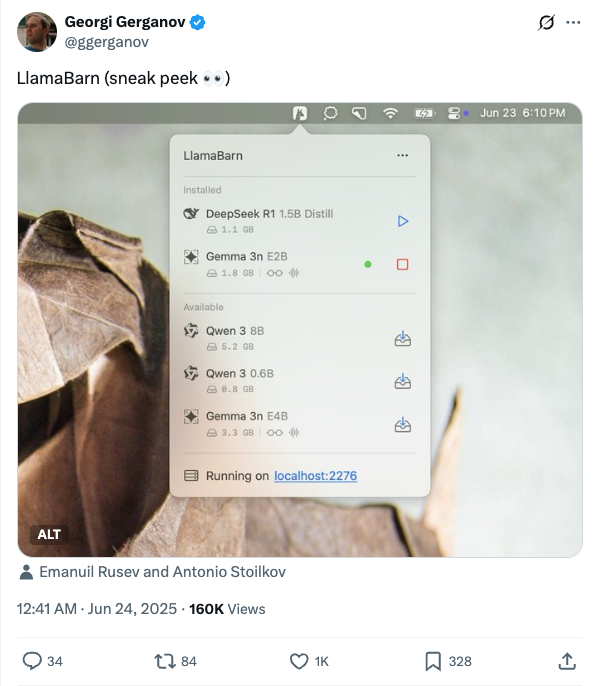 Georgi Gerganov
@ggerganov
LlamaBarn (sneak peek 👀)
Jun 23 6:10 PM
LlamaBarn
Installed
DeepSeek R1 1.5B Distill
1.1 GB
Gemma 3n E2B
1.8 GB
Available
Qwen 3 8B
5.2 GB
Qwen 3 0.6B
0.8 GB
Gemma 3n E4B
3.3 GB
Running on localhost:2276
ALT
Emanuil Rusev and Antonio Stoilkov
12:41 AM · Jun 24, 2025 · 160K Views
34 84 1K 328